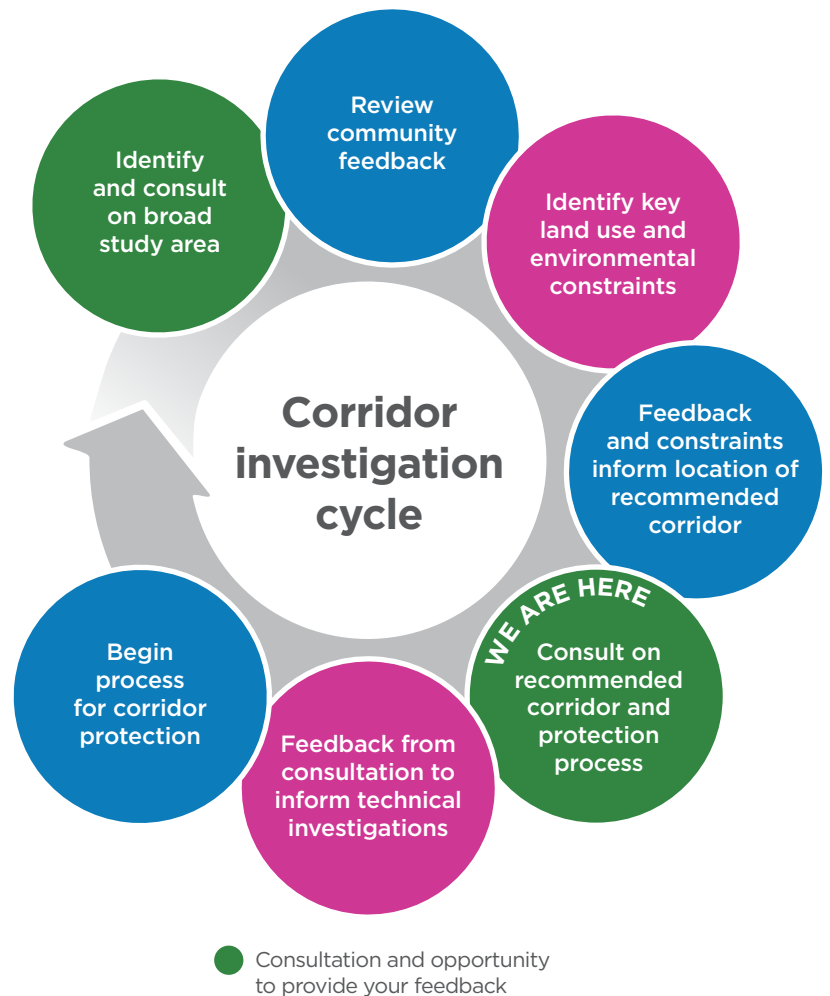 Corridor
investigation
cycle
Identify
and consult
on broad
study area
Review
community
feedback
Identify key
land use and
environmental
constraints
Feedback
and constraints
inform location of
recommended
corridor
WE ARE HERE
Consult on
recommended
corridor and
protection
process
Feedback from
consultation to
inform technical
investigations
Begin
process
for corridor
protection
Consultation and opportunity
to provide your feedback